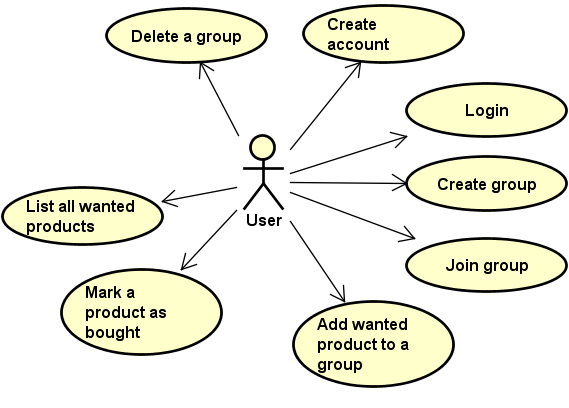 Delete a group
Create
account
Login
Create group
List all wanted
products
User
Join group
Mark a
product as
bought
Add wanted
product to a
group